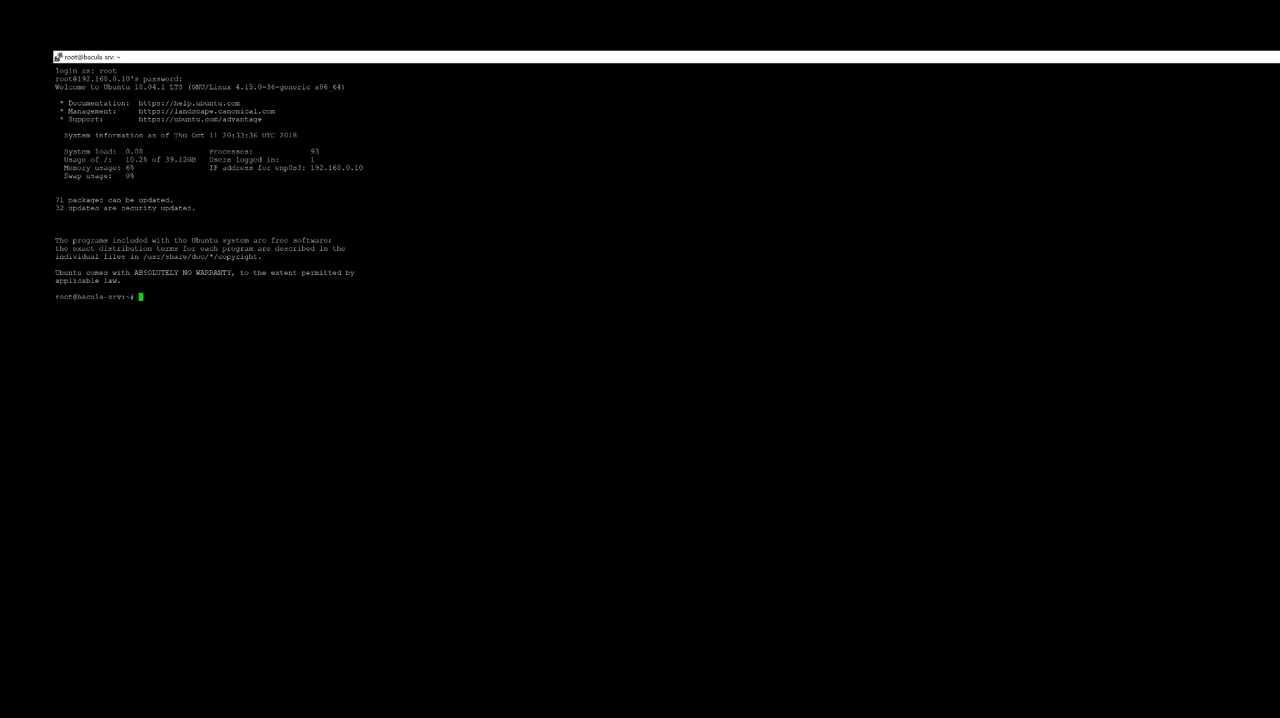 root@bacula-srv: ~
login as: root
root@192.168.0.10's password:
Welcome to Ubuntu 18.04.1 LTS (GNU/Linux 4.15.0-36-generic x86_64)
* Documentation: https://help.ubuntu.com
* Management: https://landscape.canonical.com
* Support: https://ubuntu.com/advantage
System information as of Thu Oct 11 20:33:36 UTC 2018
System load: 0.08 Processes: 93
Usage of /: 10.2% of 39.12GB Users logged in: 1
Memory usage: 6% IP address for enp0s3: 192.168.0.10
Swap usage: 0%
71 packages can be updated.
32 updates are security updates.
The programs included with the Ubuntu system are free software;
the exact distribution terms for each program are described in the
individual files in /usr/share/doc/*/copyright.
Ubuntu comes with ABSOLUTELY NO WARRANTY, to the extent permitted by
applicable law.
root@bacula-srv:~#